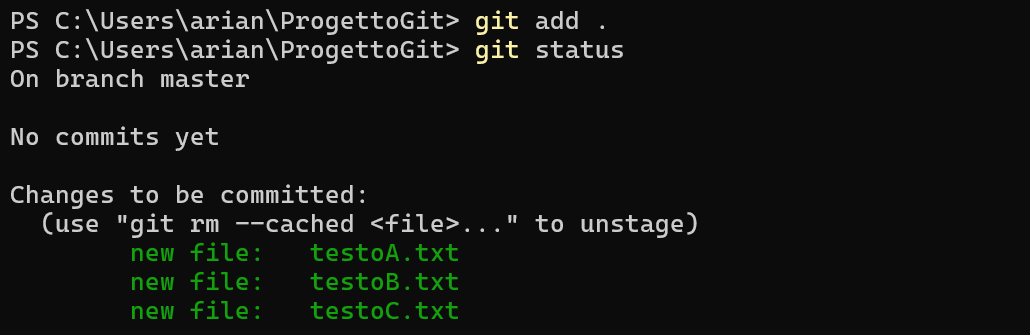 PS C:\Users\arian\ProgettoGit> git add .
PS C:\Users\arian\ProgettoGit> git status
On branch master
No commits yet
Changes to be committed:
  (use "git rm --cached <file>..." to unstage)
        new file:   testoA.txt
        new file:   testoB.txt
        new file:   testoC.txt